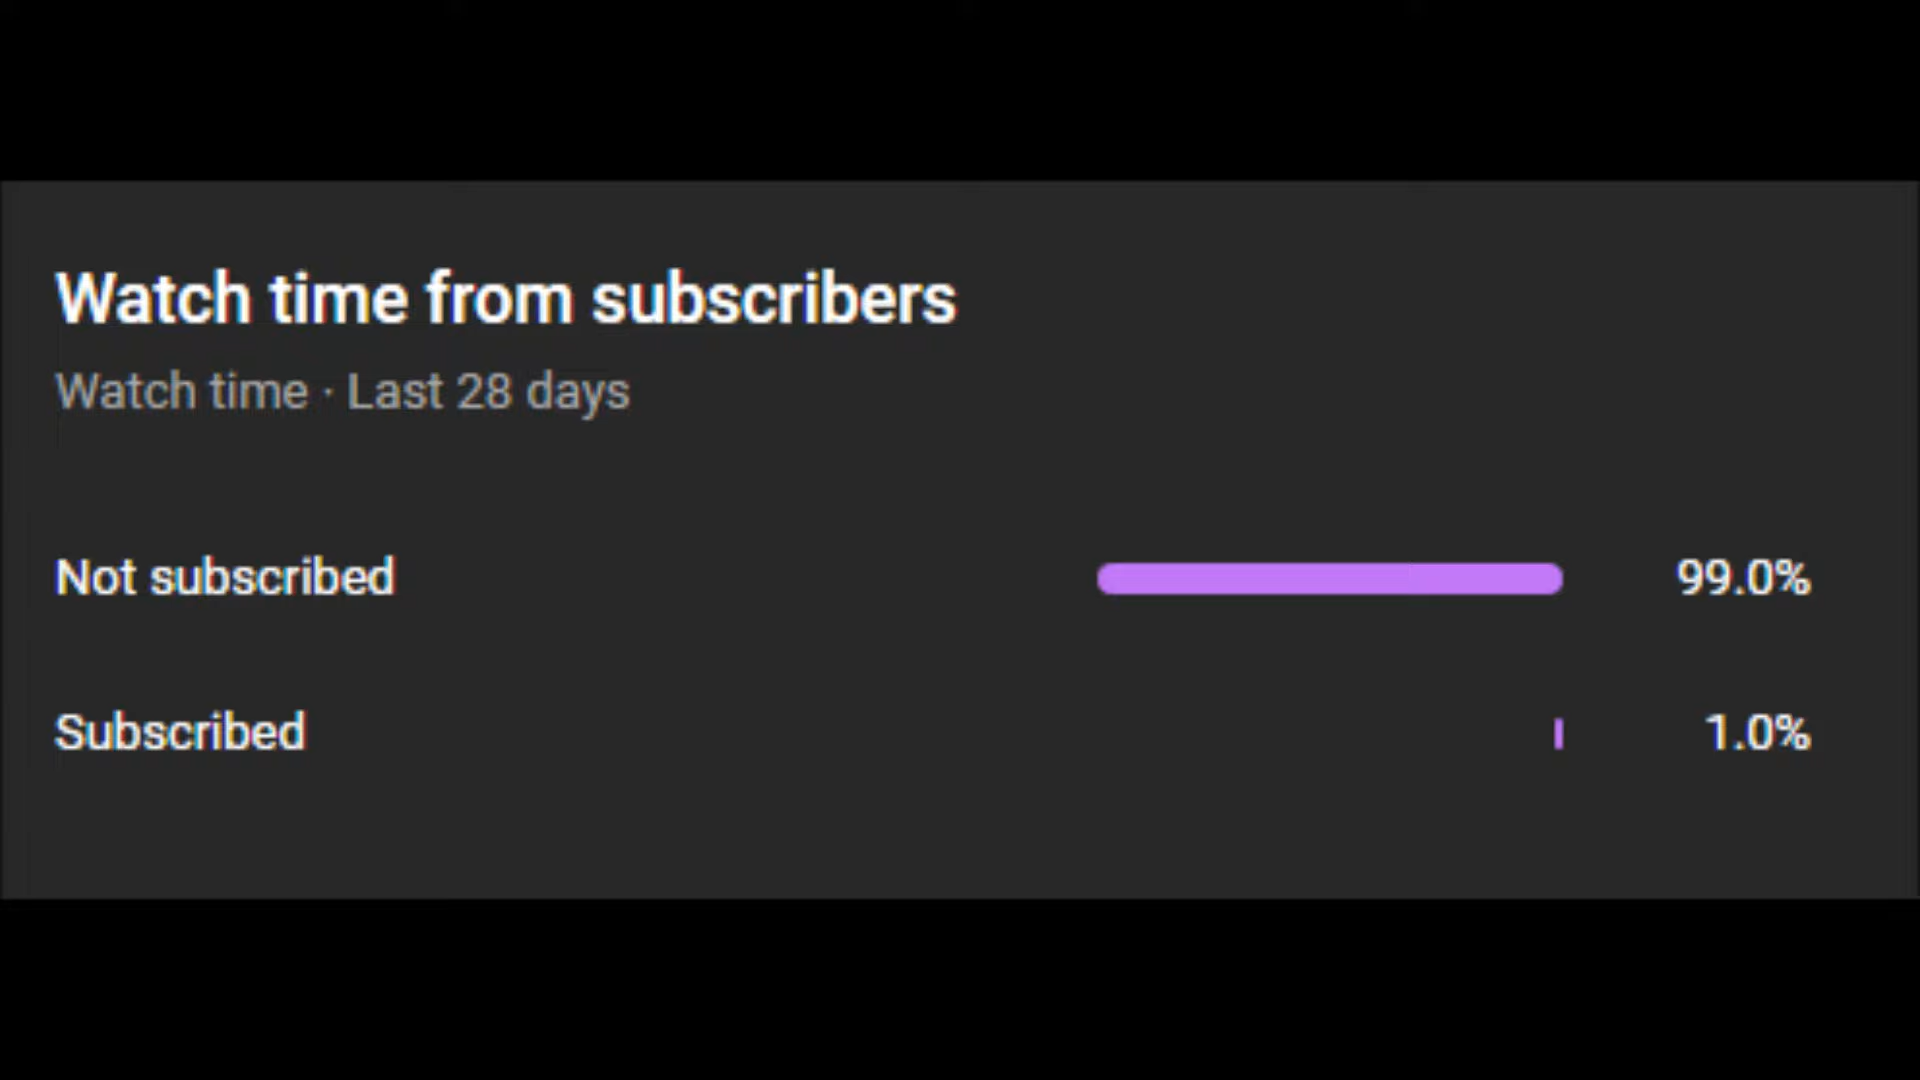 Watch time from subscribers
Watch time · Last 28 days
Not subscribed 99.0%
Subscribed 1.0%